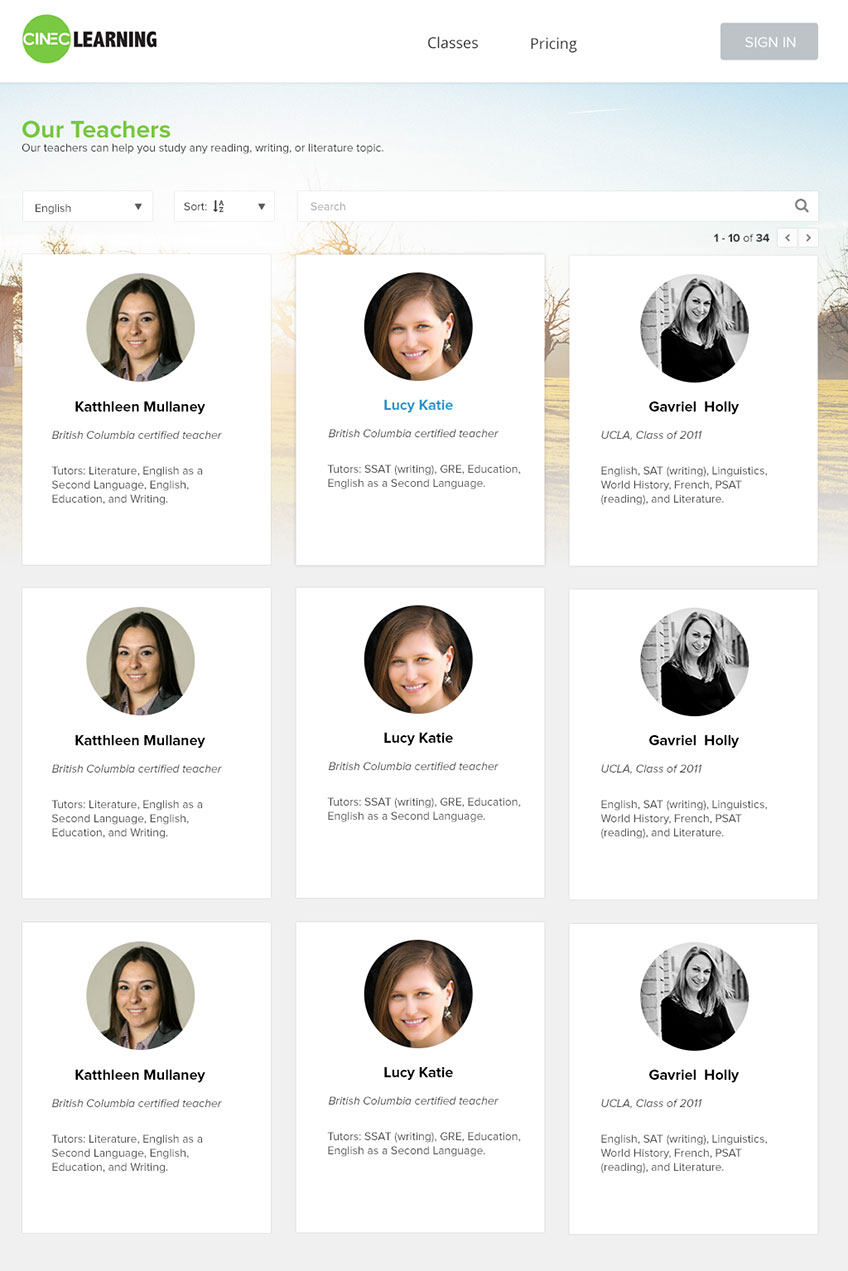 CINEC LEARNING
Classes
Pricing
SIGN IN
Our Teachers
Our teachers can help you study any reading, writing, or literature topic.
English
Sort: A Z
Search
1 - 10 of 34
Katthleen Mullaney
British Columbia certified teacher
Tutors: Literature, English as a
Second Language, English,
Education, and Writing.
Lucy Katie
British Columbia certified teacher
Tutors: SSAT (writing), GRE, Education,
English as a Second Language.
Gavriel Holly
UCLA, Class of 2011
English, SAT (writing), Linguistics,
World History, French, PSAT
(reading), and Literature.
Katthleen Mullaney
British Columbia certified teacher
Tutors: Literature, English as a
Second Language, English,
Education, and Writing.
Lucy Katie
British Columbia certified teacher
Tutors: SSAT (writing), GRE, Education,
English as a Second Language.
Gavriel Holly
UCLA, Class of 2011
English, SAT (writing), Linguistics,
World History, French, PSAT
(reading), and Literature.
Katthleen Mullaney
British Columbia certified teacher
Tutors: Literature, English as a
Second Language, English,
Education, and Writing.
Lucy Katie
British Columbia certified teacher
Tutors: SSAT (writing), GRE, Education,
English as a Second Language.
Gavriel Holly
UCLA, Class of 2011
English, SAT (writing), Linguistics,
World History, French, PSAT
(reading), and Literature.